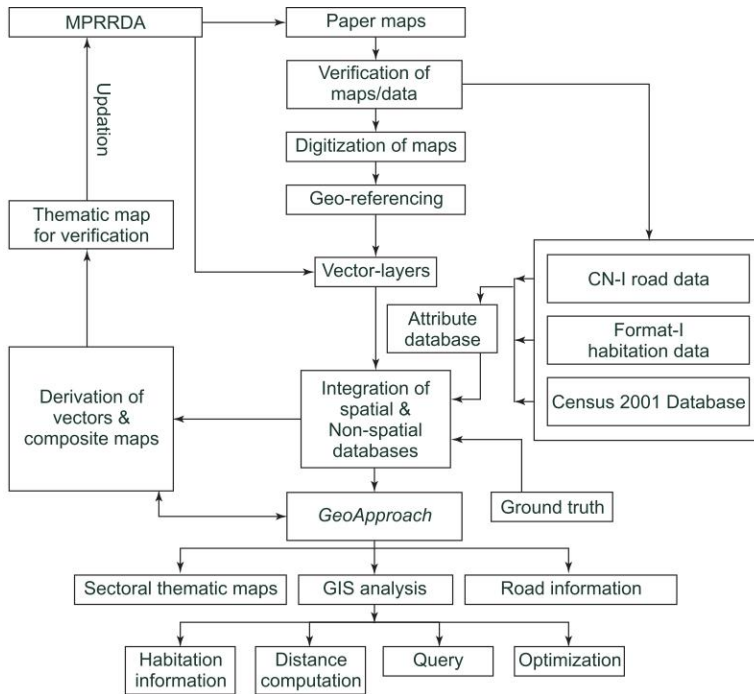 MPRRDA
Paper maps
Verification of
maps/data
Updation
Digitization of maps
Geo-referencing
Thematic map
for verification
Vector-layers
CN-I road data
Attribute
database
Format-I
habitation data
Derivation of
vectors &
composite maps
Integration of
spatial &
Non-spatial
databases
Census 2001 Database
Ground truth
GeoApproach
Sectoral thematic maps
GIS analysis
Road information
Habitation
information
Distance
computation
Query
Optimization